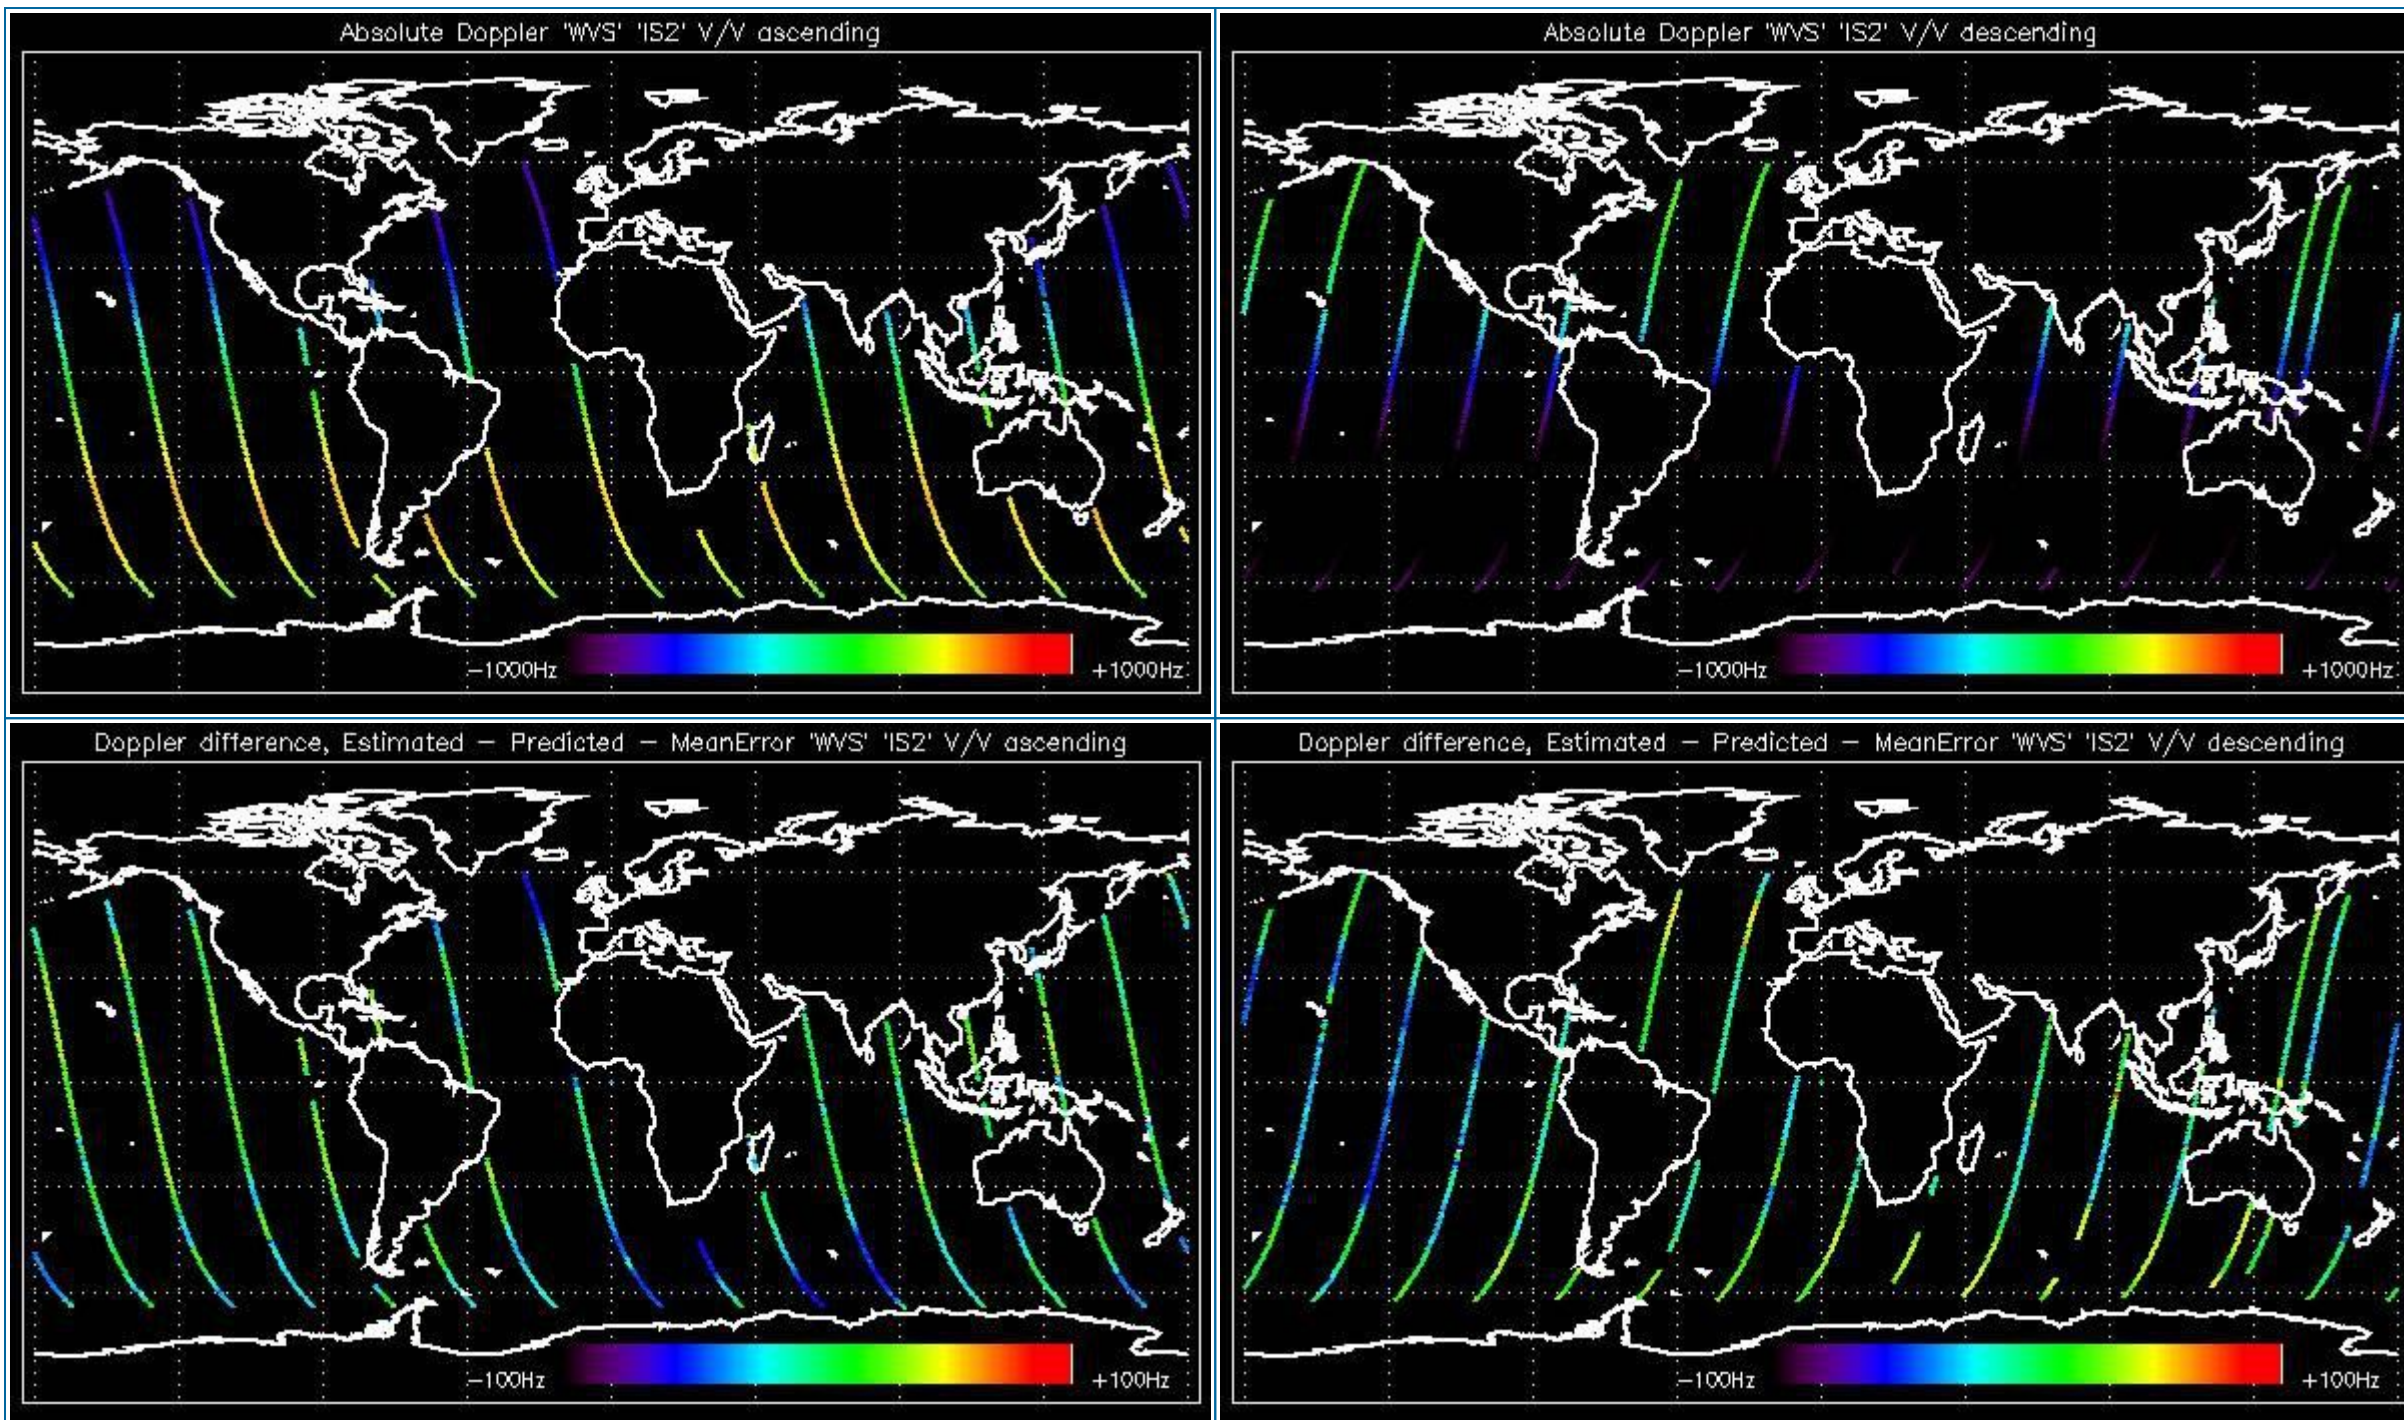 Absolute Doppler 'WVS' 'IS2' V/V ascending
-1000Hz
+1000Hz
Absolute Doppler 'WVS' 'IS2' V/V descending
-1000Hz
+1000Hz
Doppler difference, Estimated - Predicted - MeanError 'WVS' 'IS2' V/V ascending
-100Hz
+100Hz
Doppler difference, Estimated - Predicted - MeanError 'WVS' 'IS2' V/V descending
-100Hz
+100Hz